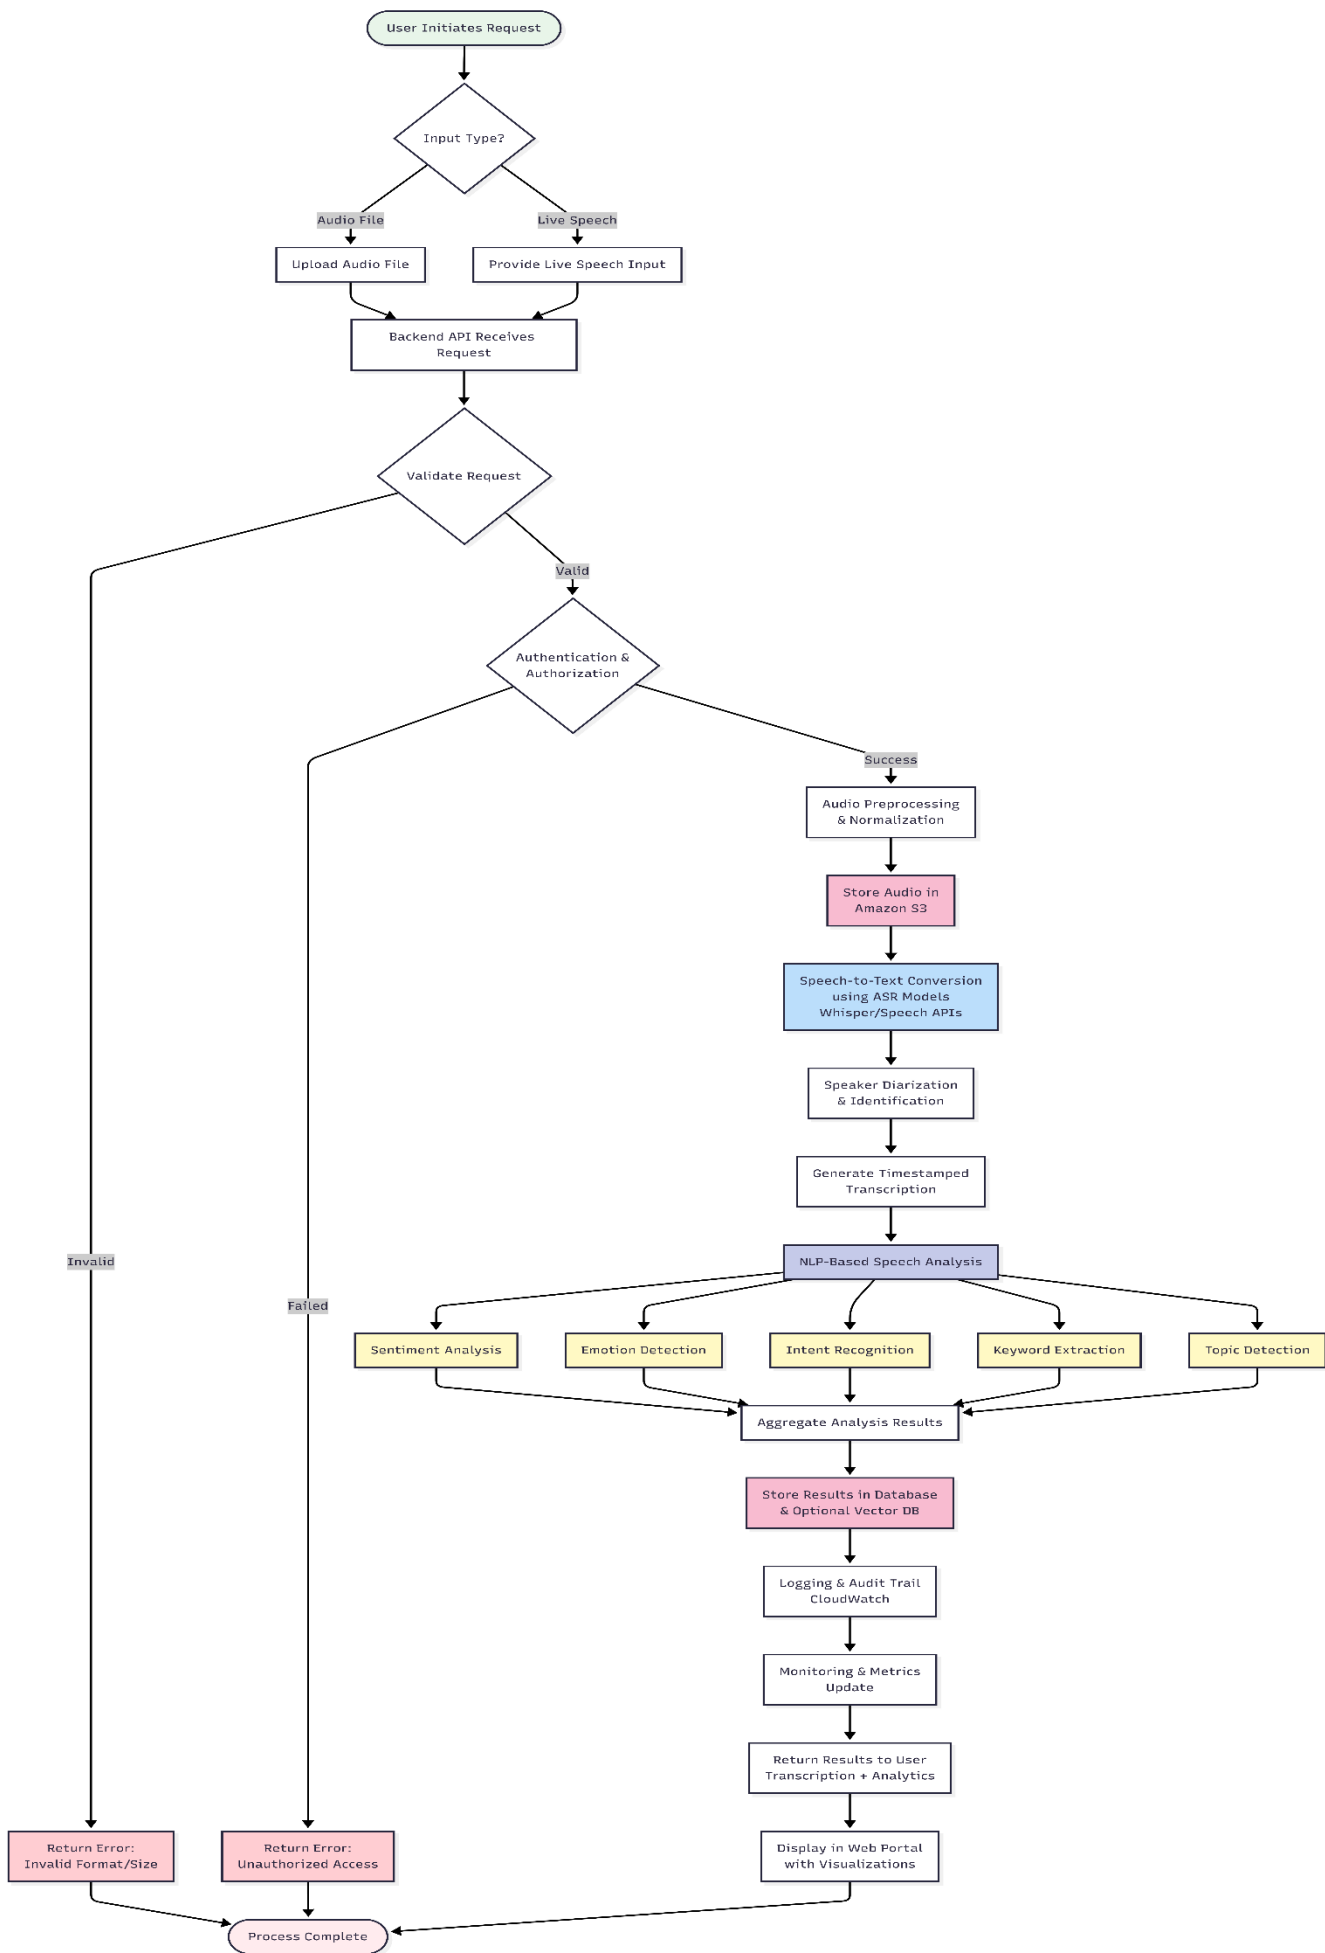 User Initiates Request
Input Type?
Audio File
Live Speech
Upload Audio File
Provide Live Speech Input
Backend API Receives
Request
Validate Request
Valid
Authentication &
Authorization
Success
Audio Preprocessing
& Normalization
Store Audio in
Amazon S3
Speech-to-Text Conversion
using ASR Models
Whisper/Speech APIs
Speaker Diarization
& Identification
Generate Timestamped
Transcription
Invalid
NLP-Based Speech Analysis
Failed
Sentiment Analysis
Emotion Detection
Intent Recognition
Keyword Extraction
Topic Detection
Aggregate Analysis Results
Store Results in Database
& Optional Vector DB
Logging & Audit Trail
CloudWatch
Monitoring & Metrics
Update
Return Results to User
Transcription + Analytics
Return Error:
Invalid Format/Size
Return Error:
Unauthorized Access
Display in Web Portal
with Visualizations
Process Complete